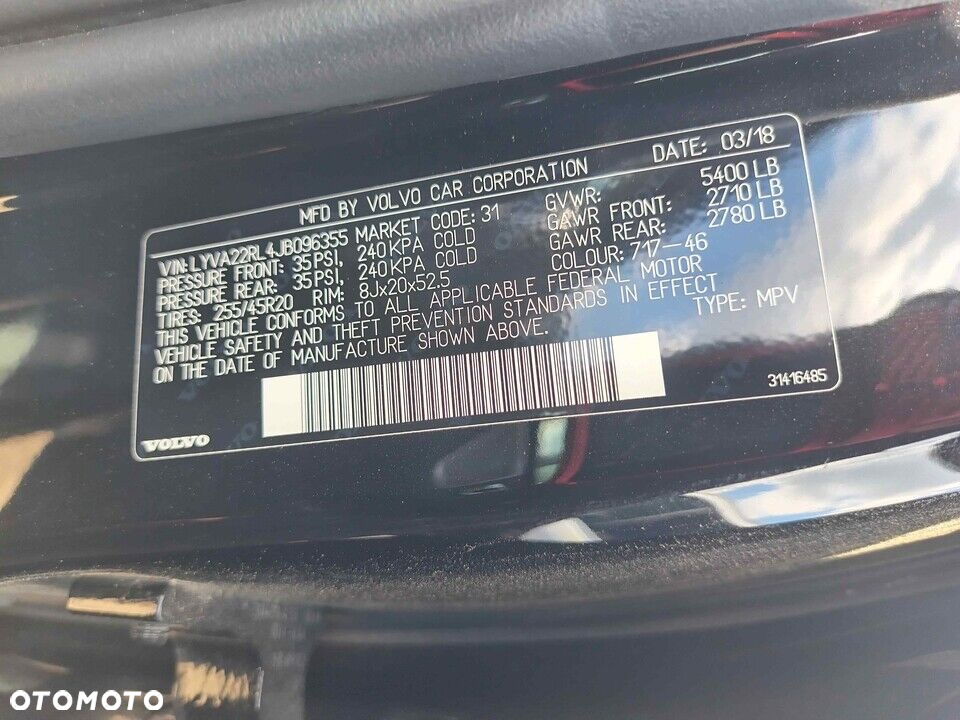 MFD BY VOLVO CAR CORPORATION DATE: 03/18
VIN: LYVA22RL4JB096355 MARKET CODE: 31 GVWR: 5400 LB
PRESSURE FRONT: 35PSI, 240KPA COLD GAWR FRONT: 2710 LB
PRESSURE REAR: 35PSI, 240KPA COLD GAWR REAR: 2780 LB
TIRES: 255/45R20 RIM: 8Jx20x52.5 COLOUR: 717-46
THIS VEHICLE CONFORMS TO ALL APPLICABLE FEDERAL MOTOR
VEHICLE SAFETY AND THEFT PREVENTION STANDARDS IN EFFECT
ON THE DATE OF MANUFACTURE SHOWN ABOVE. TYPE: MPV
31416485
VOLVO
OTOMOTO